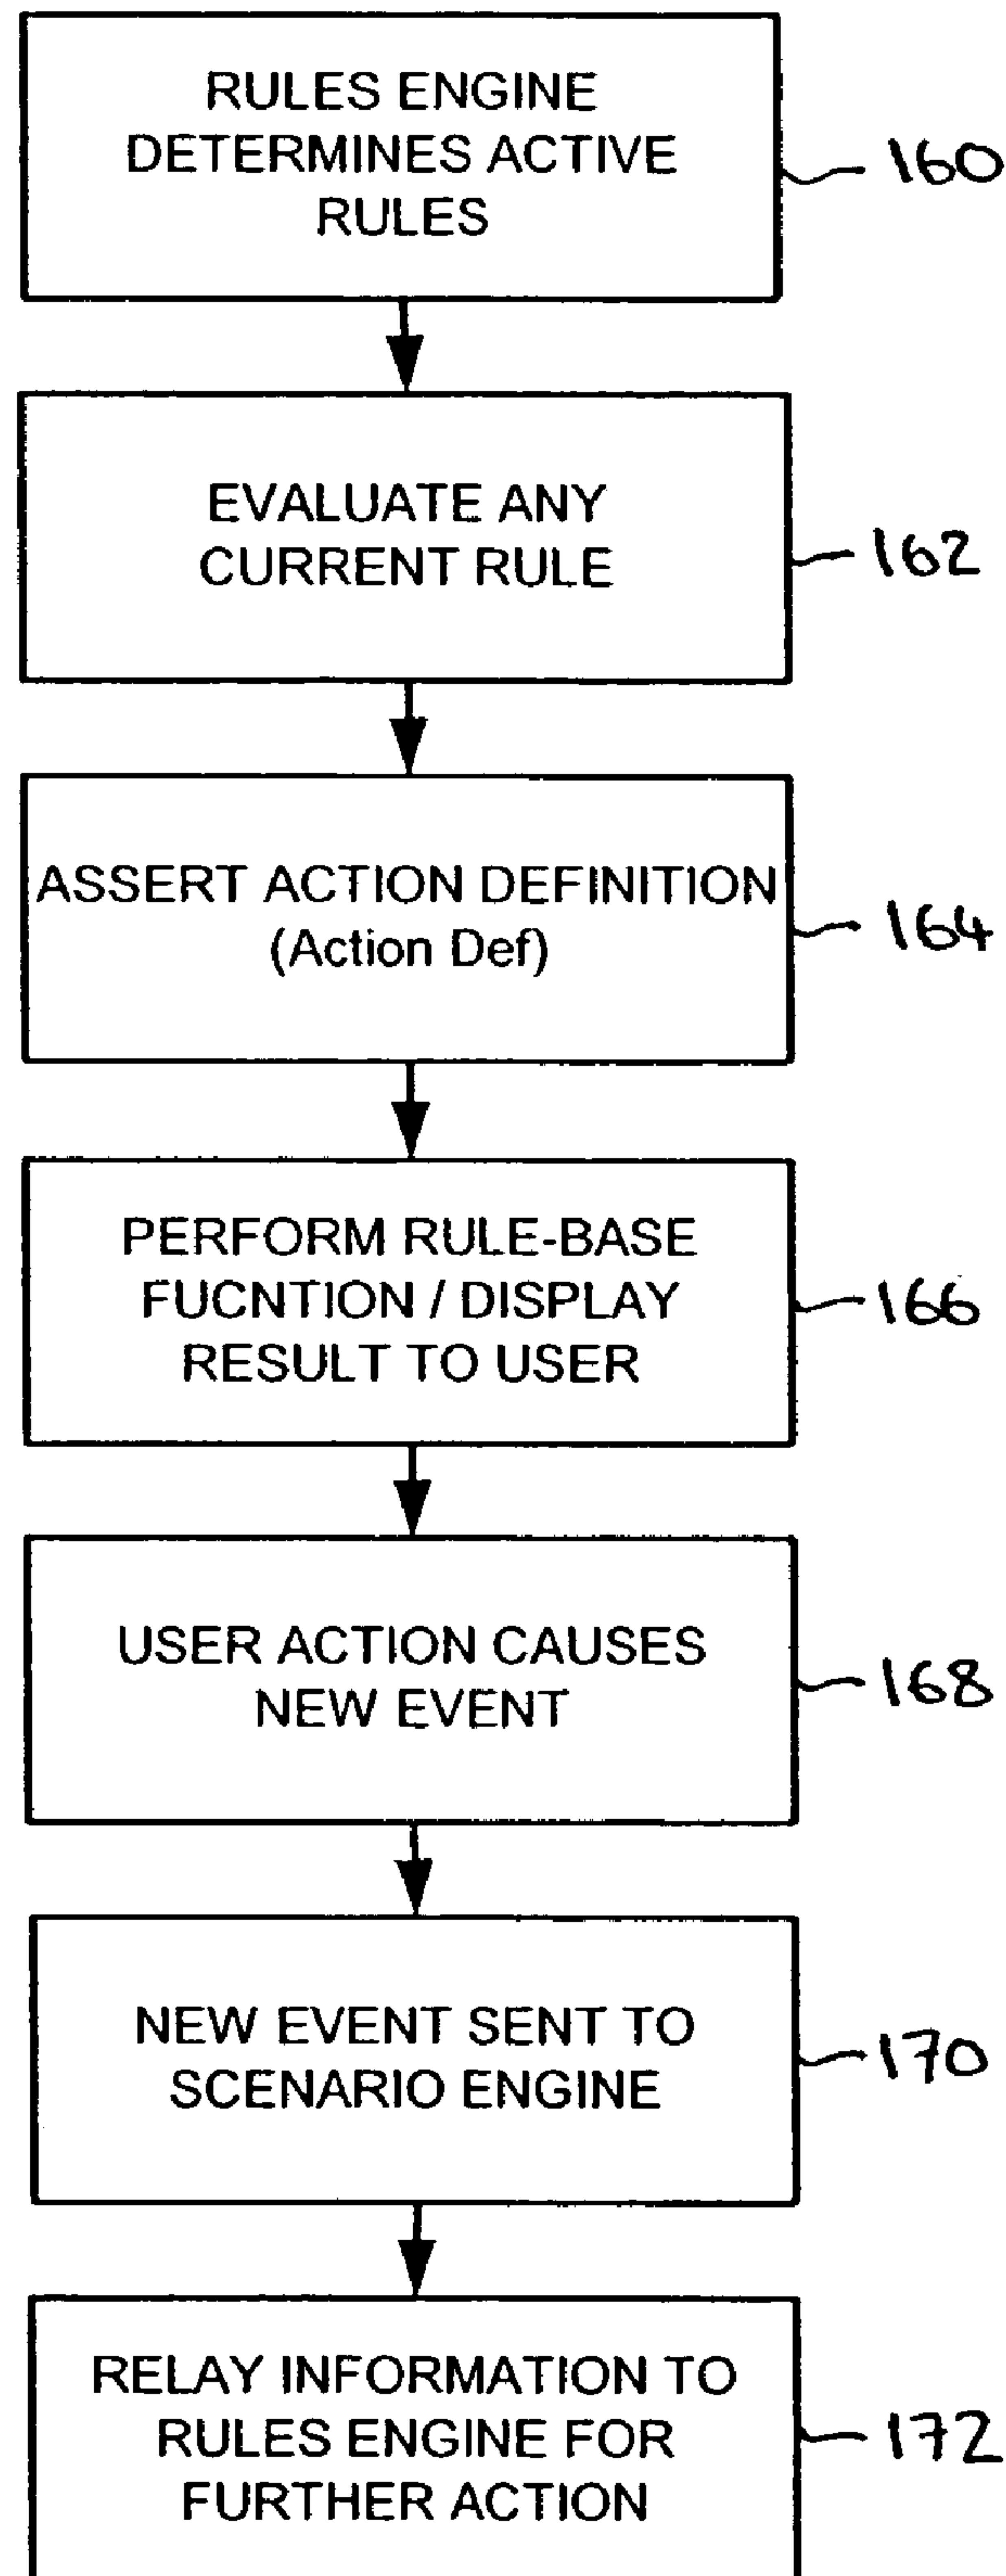 RULES ENGINE
DETERMINES ACTIVE
RULES
160
EVALUATE ANY
CURRENT RULE
162
ASSERT ACTION DEFINITION
(Action Def)
164
PERFORM RULE-BASE
FUCNTION / DISPLAY
RESULT TO USER
166
USER ACTION CAUSES
NEW EVENT
168
NEW EVENT SENT TO
SCENARIO ENGINE
170
RELAY INFORMATION TO
RULES ENGINE FOR
FURTHER ACTION
172